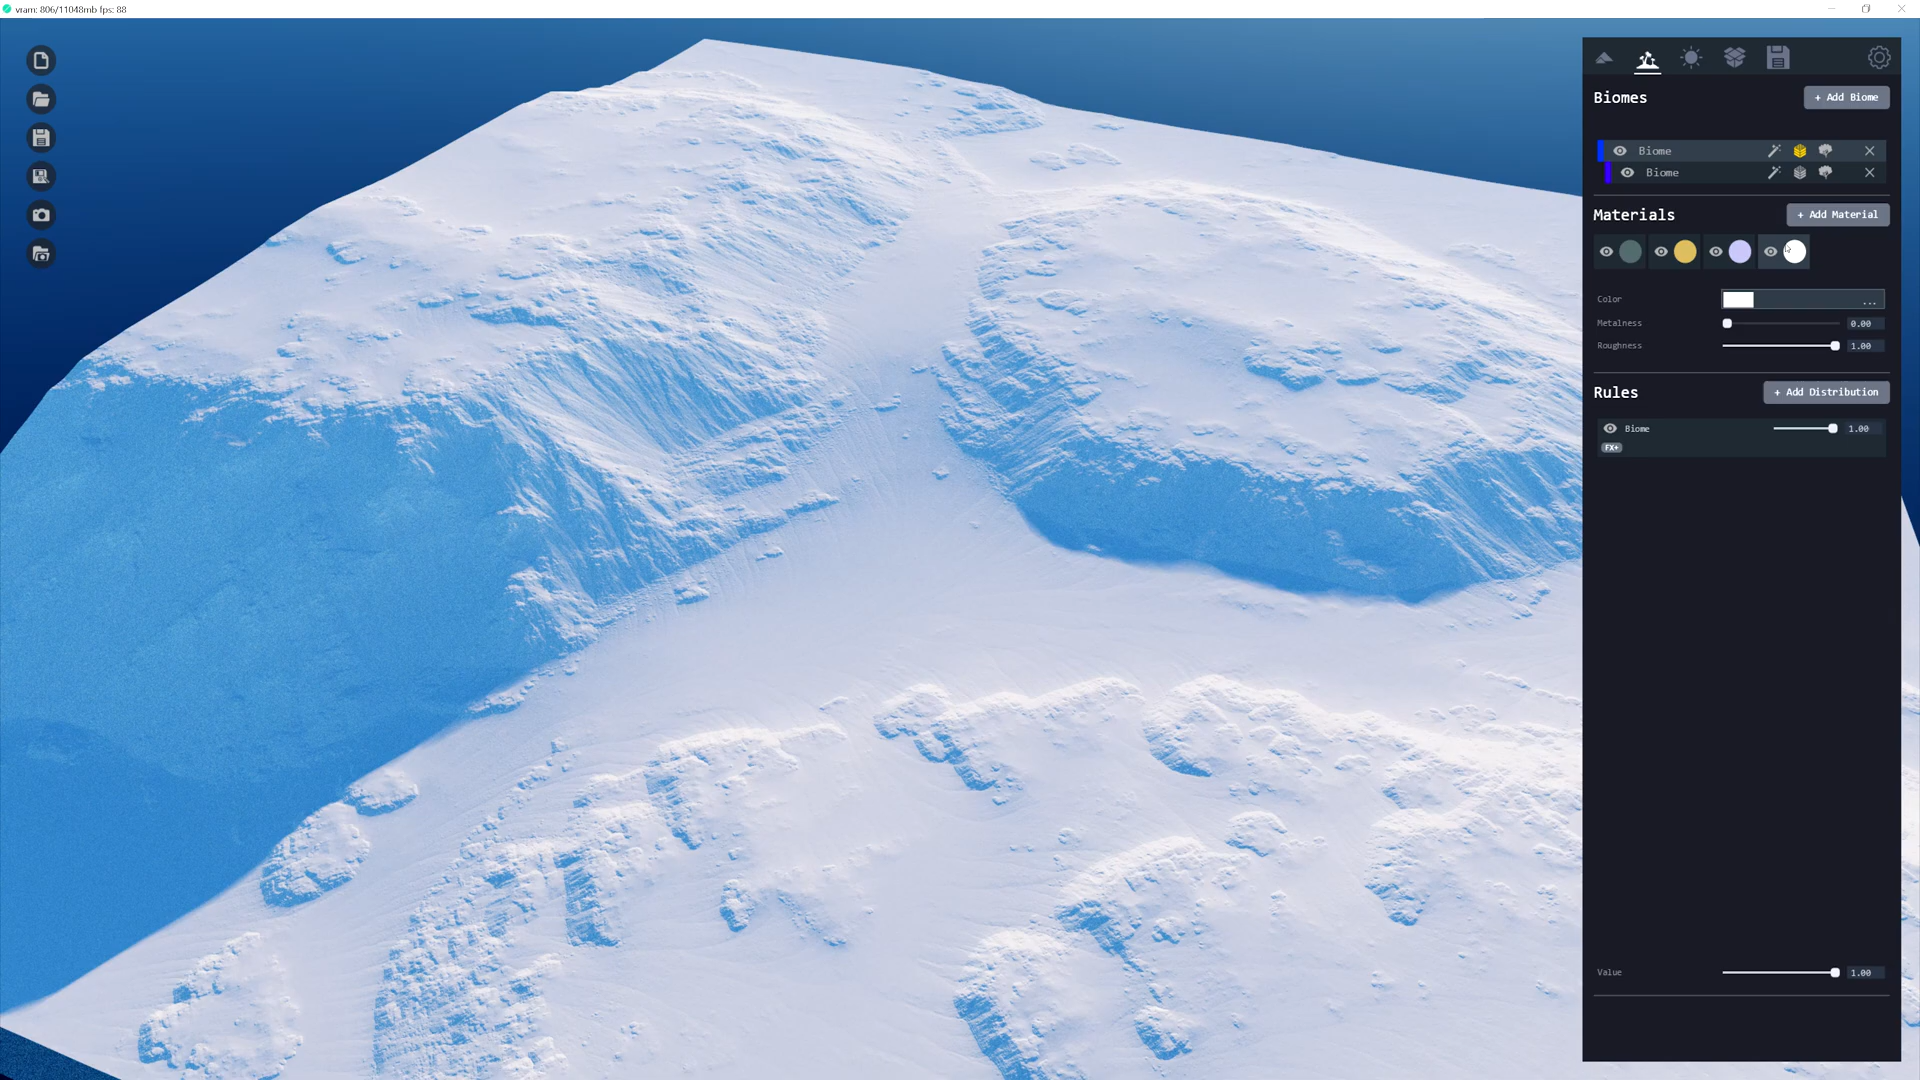 vram: 806/11048mb fps: 88
Biomes
+ Add Biome
Biome
Biome
Materials
+ Add Material
Color
...
Metalness
0.00
Roughness
1.00
Rules
+ Add Distribution
Biome
1.00
FX+
Value
1.00